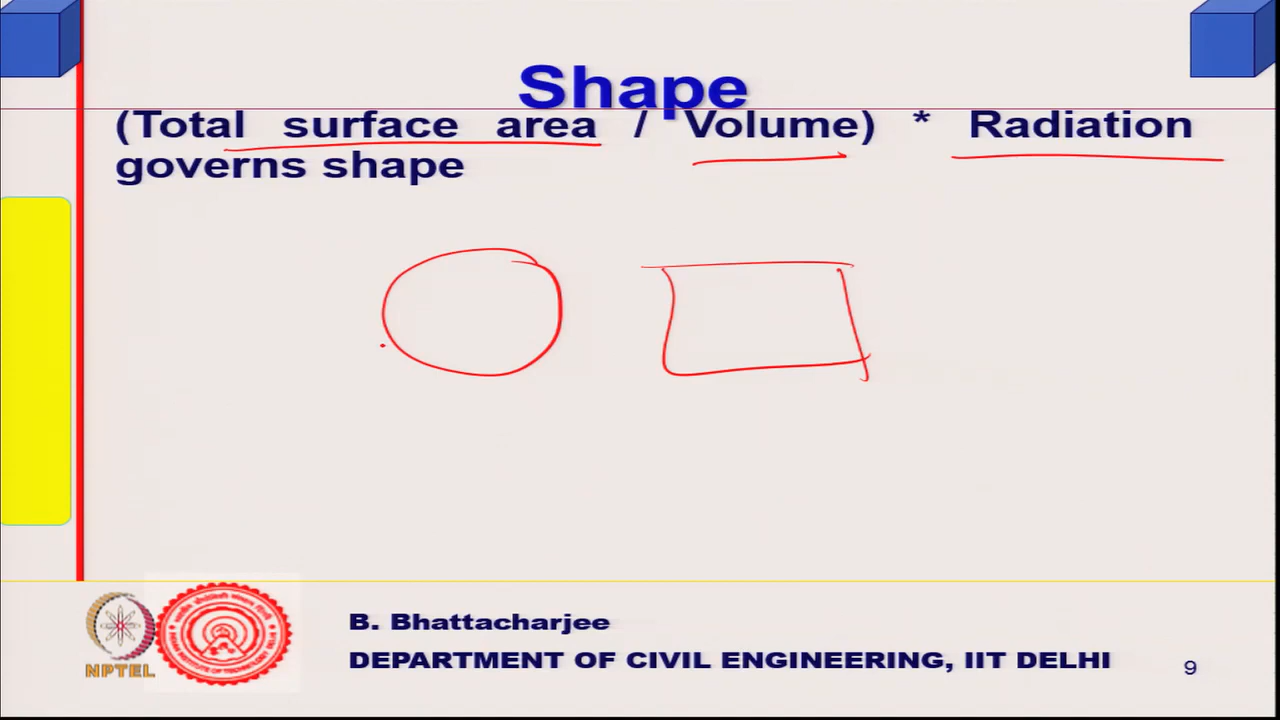 Shape
(Total surface area / Volume) * Radiation
governs shape
B. Bhattacharjee
DEPARTMENT OF CIVIL ENGINEERING, IIT DELHI
9
NPTEL